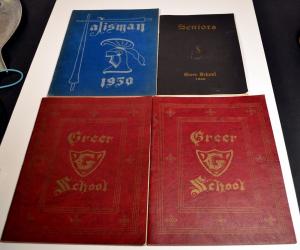 Talisman
1950
Seniors
S
Greer School
Greer
G
School
Greer
G
School